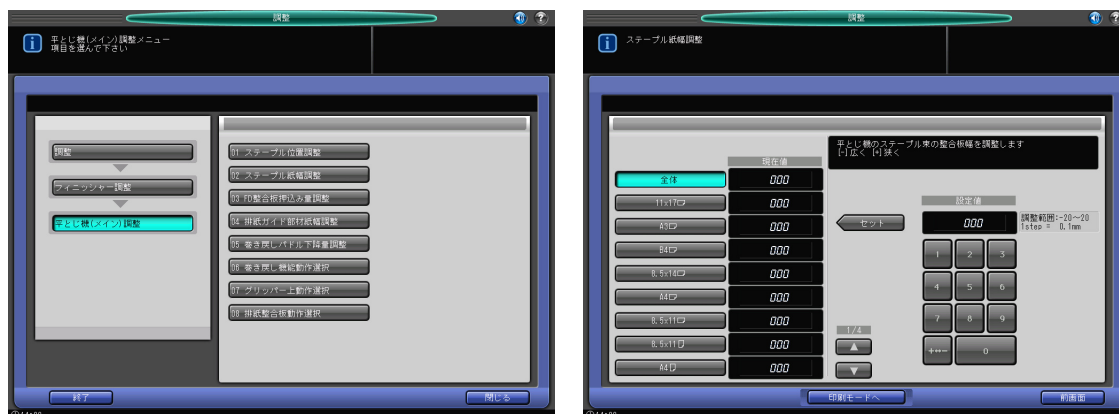 調整
平とじ機(メイン)調整メニュー
項目を選んで下さい
調整
フィニッシャー調整
平とじ機(メイン)調整
01 ステープル位置調整
02 ステープル紙幅調整
03 FD整合板押込み量調整
04 排紙ガイド部材紙幅調整
05 巻き戻しパドル下降量調整
06 巻き戻し機能動作選択
07 グリッパー上動作選択
08 排紙整合板動作選択
終了
閉じる
調整
ステープル紙幅調整
平とじ機のステープル束の整合板幅を調整します
[-]広く [+]狭く
現在値
全体 000
11x17 000
A3 000
B4 000
8.5x14 000
A4 000
8.5x11 000
8.5x11 000
A4 000
1/4
▲
▼
セット
設定値
000
調整範囲:-20～20
1step = 0.1mm
1 2 3
4 5 6
7 8 9
+↔- 0
印刷モードへ
前画面